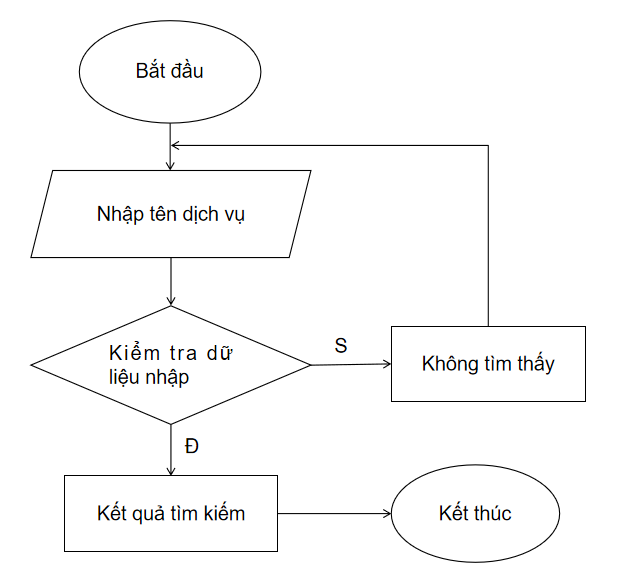 Bắt đầu
Nhập tên dịch vụ
Kiểm tra dữ
liệu nhập
S
Không tìm thấy
Đ
Kết quả tìm kiếm
Kết thúc